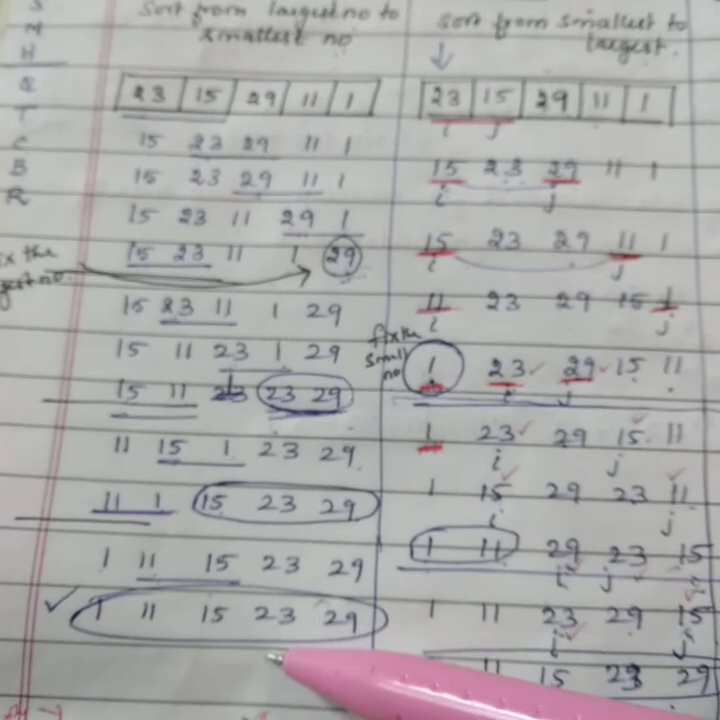 S
N
H
Q
T
C
B
R
sort from largest no to
smallest no
23 15 29 11 1
15 23 29 11 1
15 23 29 11 1
15 23 11 29 1
15 23 11 1 29
the
no.
15 23 11 1 29
15 11 23 1 29
15 11 1 23 29
11 15 1 23 29
11 1 15 23 29
1 11 15 23 29
1 11 15 23 29
sort from smallest to
largest.
23 15 29 11 1
i j
15 23 29 11 1
i j
15 23 29 11 1
i j
11 23 29 15 1
i j
fix the
small
no
1 23 29 15 11
i j
1 23 29 15 11
i j
1 15 29 23 11
i j
1 11 29 23 15
i j
1 11 23 29 15
i j
11 15 23 29